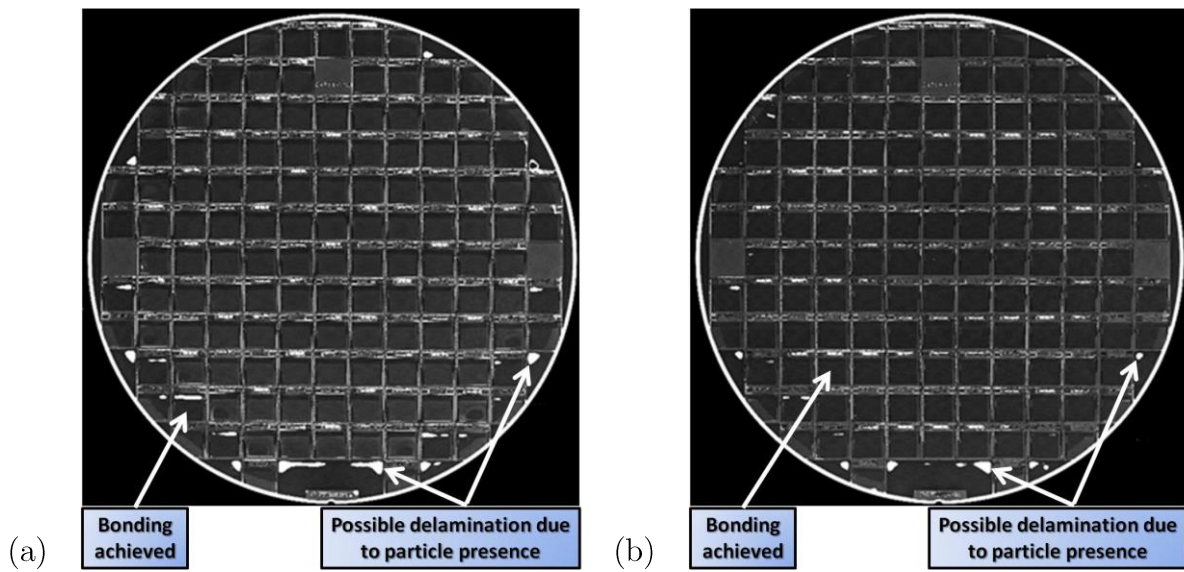 (a)
Bonding
achieved
Possible delamination due
to particle presence
(b)
Bonding
achieved
Possible delamination due
to particle presence